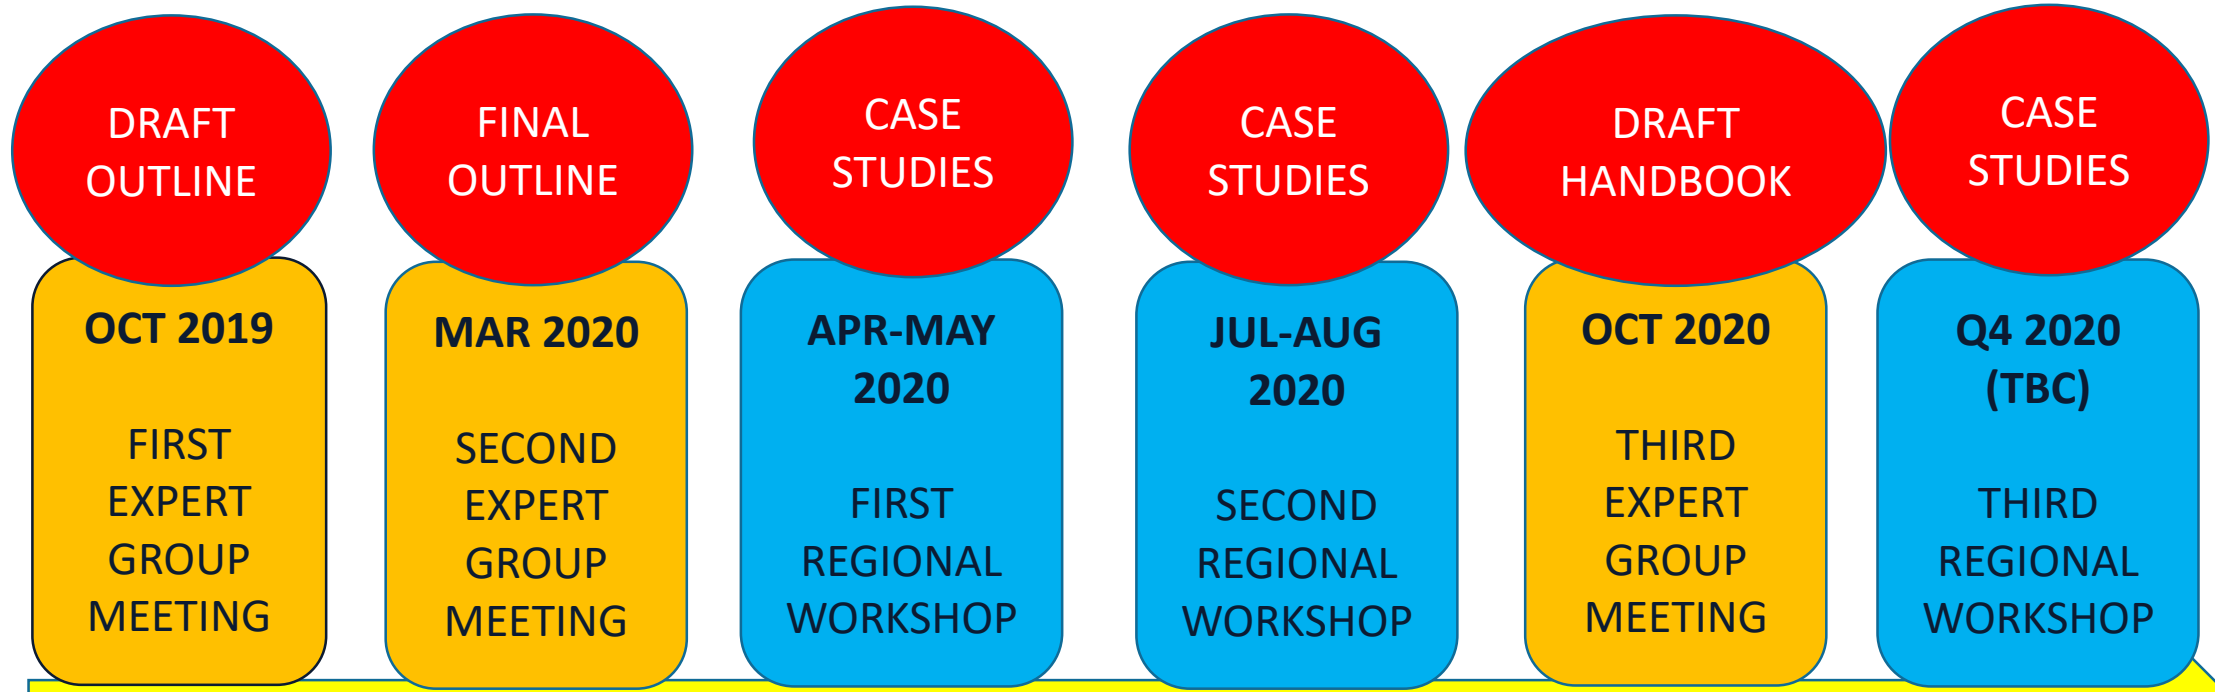 DRAFT
OUTLINE
OCT 2019
FIRST
EXPERT
GROUP
MEETING
FINAL
OUTLINE
MAR 2020
SECOND
EXPERT
GROUP
MEETING
CASE
STUDIES
APR-MAY
2020
FIRST
REGIONAL
WORKSHOP
CASE
STUDIES
JUL-AUG
2020
SECOND
REGIONAL
WORKSHOP
DRAFT
HANDBOOK
OCT 2020
THIRD
EXPERT
GROUP
MEETING
CASE
STUDIES
Q4 2020
(TBC)
THIRD
REGIONAL
WORKSHOP